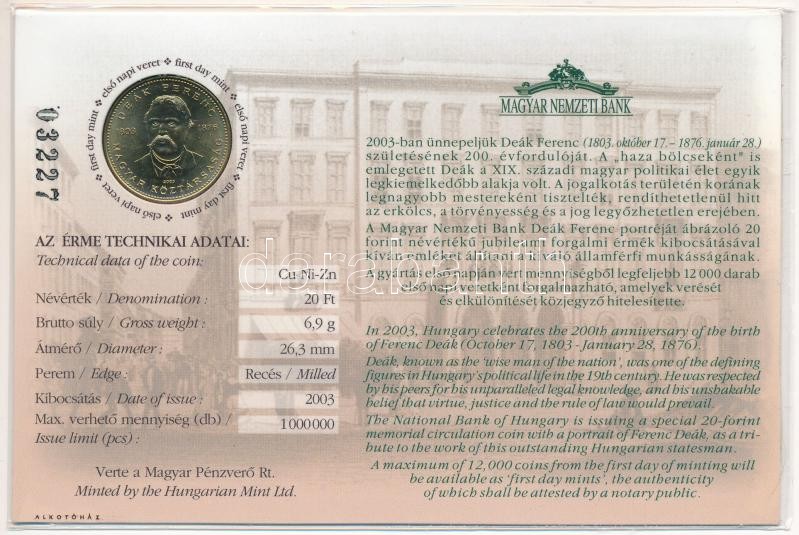 első napi veret ❖ first day mint ❖ első napi veret ❖ first day mint ❖ első napi veret ❖ first day mint ❖
DEÁK FERENC
1803 1876
MAGYAR KÖZTÁRSASÁG
2003
03227
AZ ÉRME TECHNIKAI ADATAI:
Technical data of the coin:
Cu-Ni-Zn
Névérték / Denomination : 20 Ft
Bruttó súly / Gross weight : 6,9 g
Átmérő / Diameter : 26,3 mm
Perem / Edge : Recés / Milled
Kibocsátás / Date of issue : 2003
Max. verhető mennyiség (db) /
Issue limit (pcs) : 1000000
Verte a Magyar Pénzverő Rt.
Minted by the Hungarian Mint Ltd.
ALKOTÓHÁZ
MAGYAR NEMZETI BANK
2003-ban ünnepeljük Deák Ferenc (1803. október 17. – 1876. január 28.)
születésének 200. évfordulóját. A „haza bölcseként" is
emlegetett Deák a XIX. századi magyar politikai élet egyik
legkiemelkedőbb alakja volt. A jogalkotás területén korának
legnagyobb mestereként tisztelték, rendíthetetlenül hitt
az erkölcs, a törvényesség és a jog legyőzhetetlen erejében.
A Magyar Nemzeti Bank Deák Ferenc portréját ábrázoló 20
forint névértékű jubileumi forgalmi érmék kibocsátásával
kíván emléket állítani a kiváló államférfi munkásságának.
A gyártás első napján vert mennyiségből legfeljebb 12 000 darab
első napi veretként forgalmazható, amelyek verését
és elkülönítését közjegyző hitelesítette.
In 2003, Hungary celebrates the 200th anniversary of the birth
of Ferenc Deák (October 17, 1803 - January 28, 1876).
Deák, known as the 'wise man of the nation', was one of the defining
figures in Hungary's political life in the 19th century. He was respected
by his peers for his unparalleled legal knowledge, and his unshakable
belief that virtue, justice and the rule of law would prevail.
The National Bank of Hungary is issuing a special 20-forint
memorial circulation coin with a portrait of Ferenc Deák, as a tri-
bute to the work of this outstanding Hungarian statesman.
A maximum of 12,000 coins from the first day of minting will
be available as 'first day mints', the authenticity
of which shall be attested by a notary public.
darabanth.com